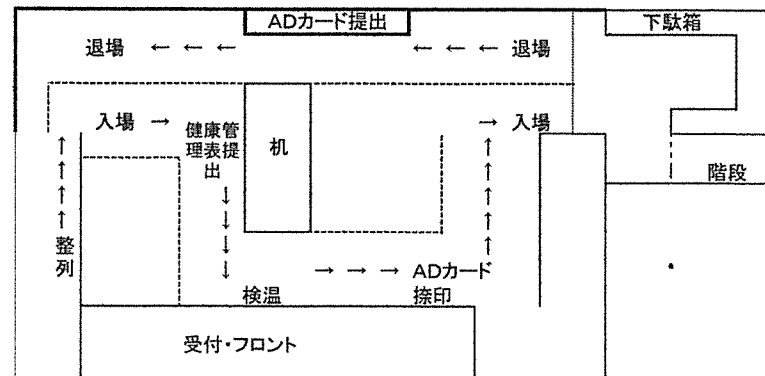 ADカード提出
下駄箱
退場 ← ← ←
← ← ← 退場
入場 →
健康管理表提出
机
→ 入場
階段
↑↑↑↑整列
↓↓↓↓
↑↑↑↑↑↑
→ → → ADカード
捺印
検温
受付・フロント